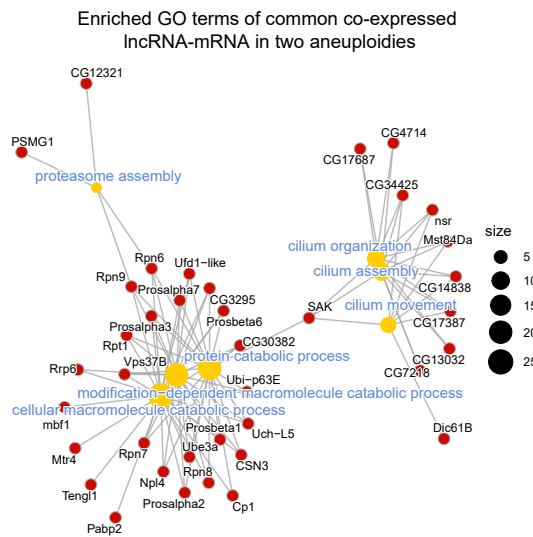 Enriched GO terms of common co-expressed
lncRNA-mRNA in two aneuploidies
CG12321
PSMG1
CG4714
CG17687
proteasome assembly
CG34425
nsr
size
Mst84Da
cilium organization
5
Rpn6
Ufd1-like
cilium assembly
Rpn9
10
Prosalpha7
CG14838
CG3295
SAK
cilium movement
15
Prosbeta6
CG17387
Prosalpha3
20
Rpt1
CG30382
protein catabolic process
CG13032
25
Vps37B
Rrp6
CG7218
Ubi-p63E
modification-dependent macromolecule catabolic process
cellular macromolecule catabolic process
mbf1
Prosbeta1
Dic61B
Uch-L5
Ube3a
Rpn7
Mtr4
CSN3
Rpn8
Npl4
Tengl1
Prosalpha2
Cp1
Pabp2